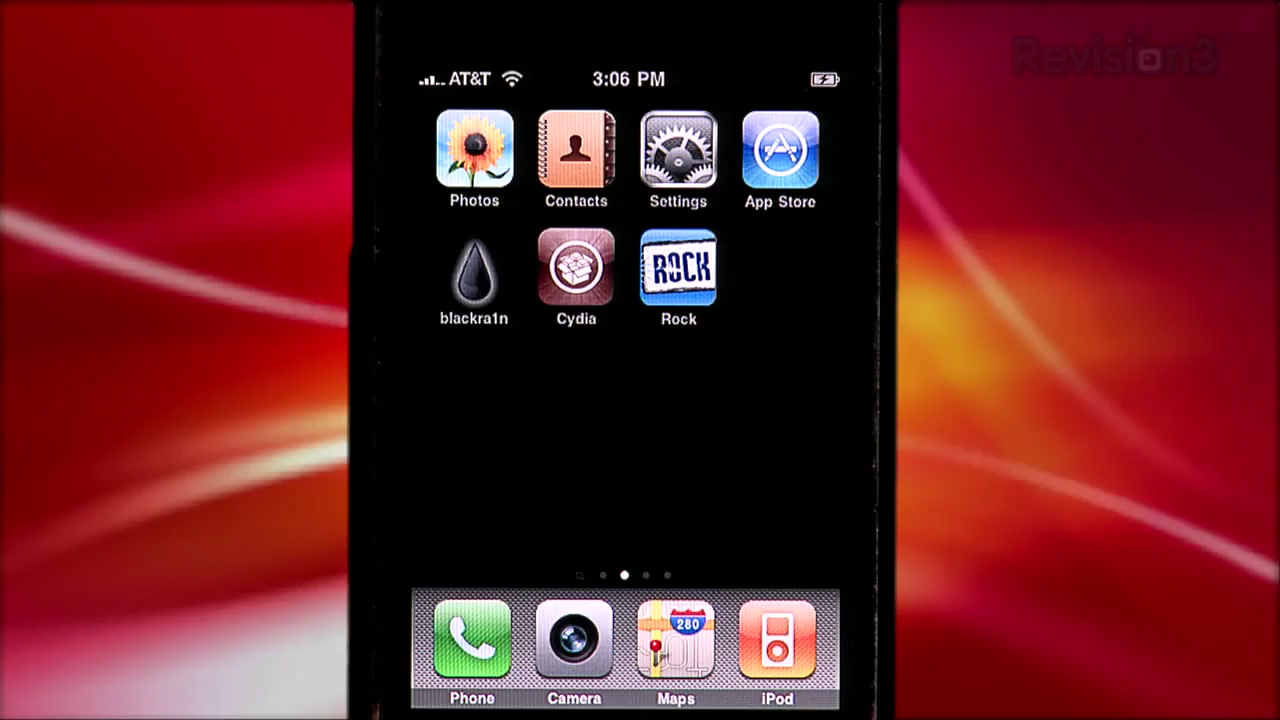 Revision3
AT&T 3:06 PM
Photos Contacts Settings App Store
ROCK
blackra1n Cydia Rock
280
Phone Camera Maps iPod